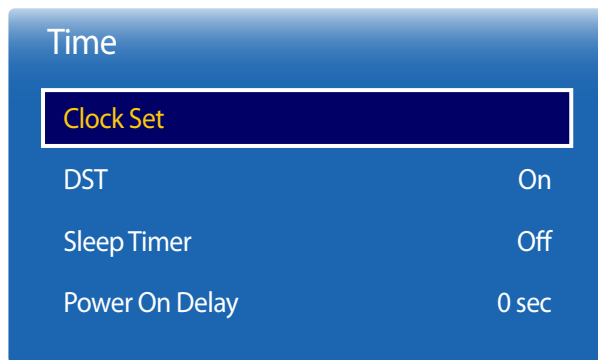 Time
Clock Set
DST On
Sleep Timer Off
Power On Delay 0 sec